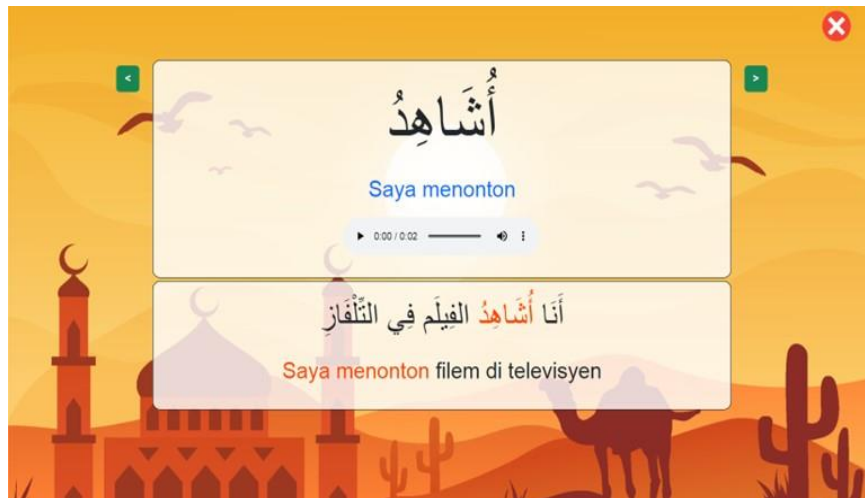 <
>
أُشَاهِدُ
Saya menonton
0:00 / 0:02
أَنَا أُشَاهِدُ الفِيلَم فِي التِّلْفَازِ
Saya menonton filem di televisyen